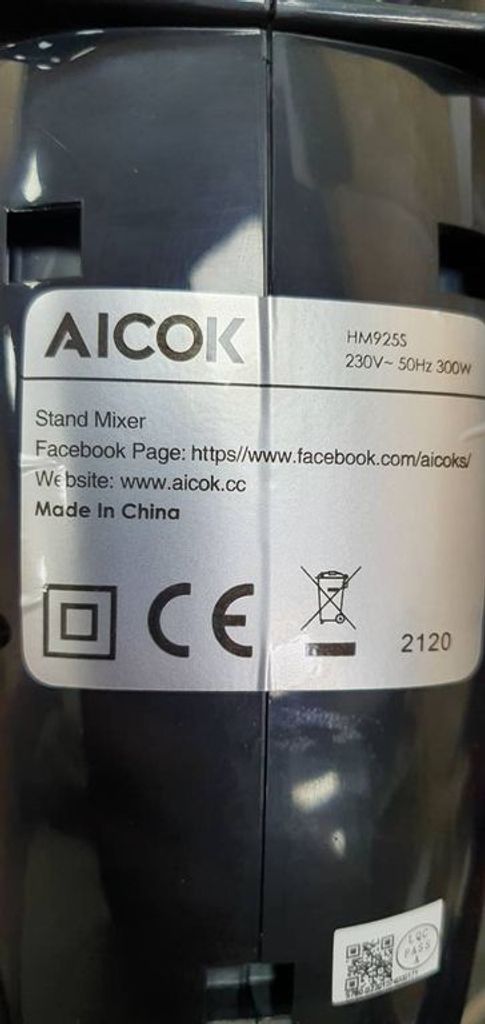 AICOK
HM925S
230V~ 50Hz 300W
Stand Mixer
Facebook Page: https//www.facebook.com/aicoks/
Website: www.aicok.cc
Made In China
CE
2120
LQC
PASS
A